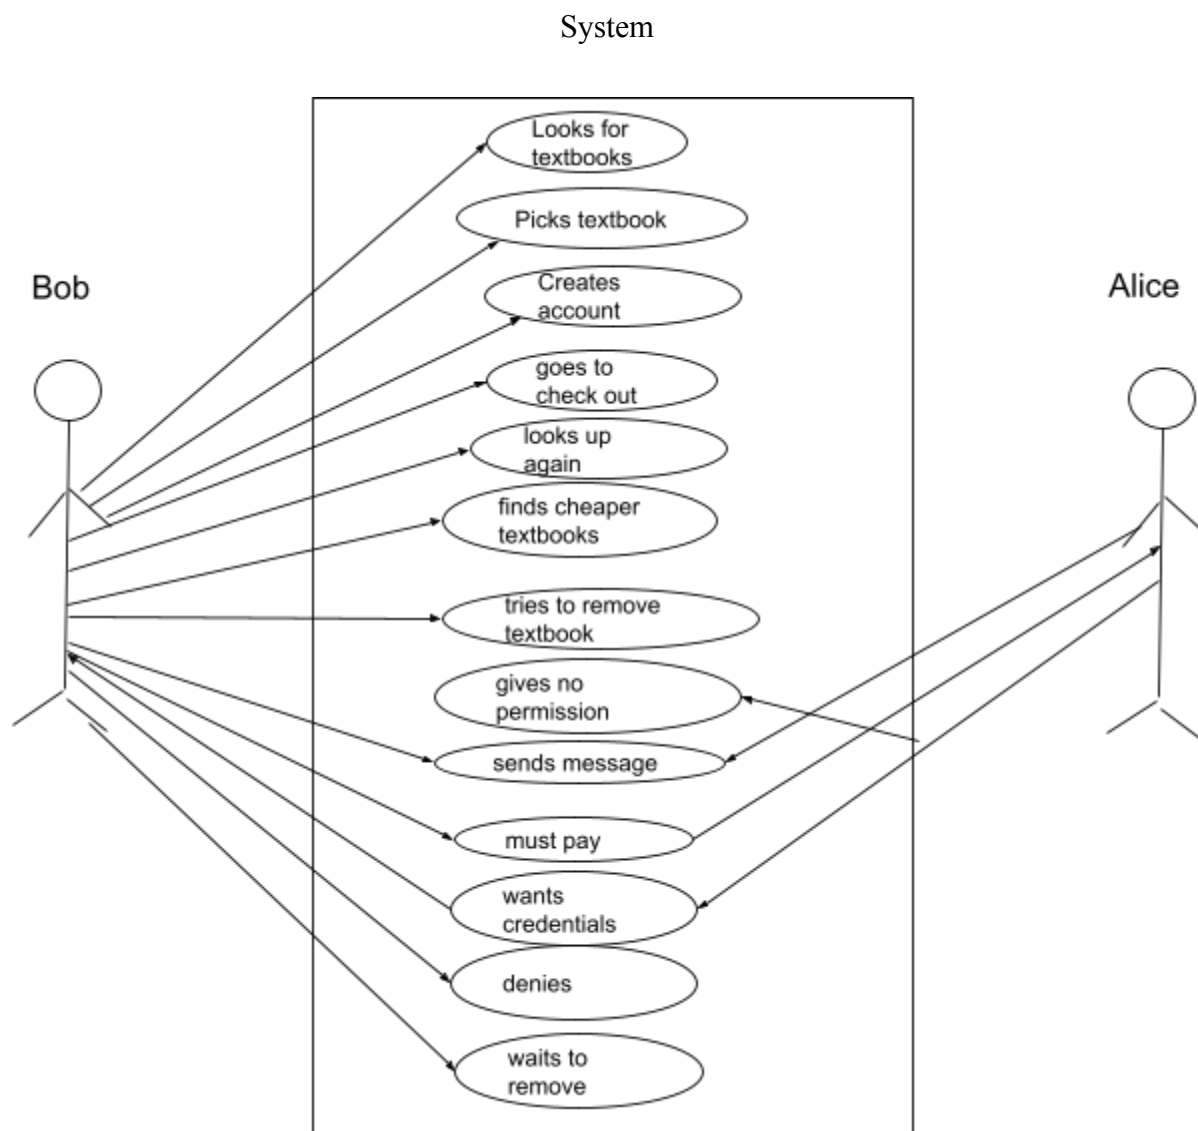 System
Looks for
textbooks
Picks textbook
Bob
Creates
account
Alice
goes to
check out
looks up
again
finds cheaper
textbooks
tries to remove
textbook
gives no
permission
sends message
must pay
wants
credentials
denies
waits to
remove